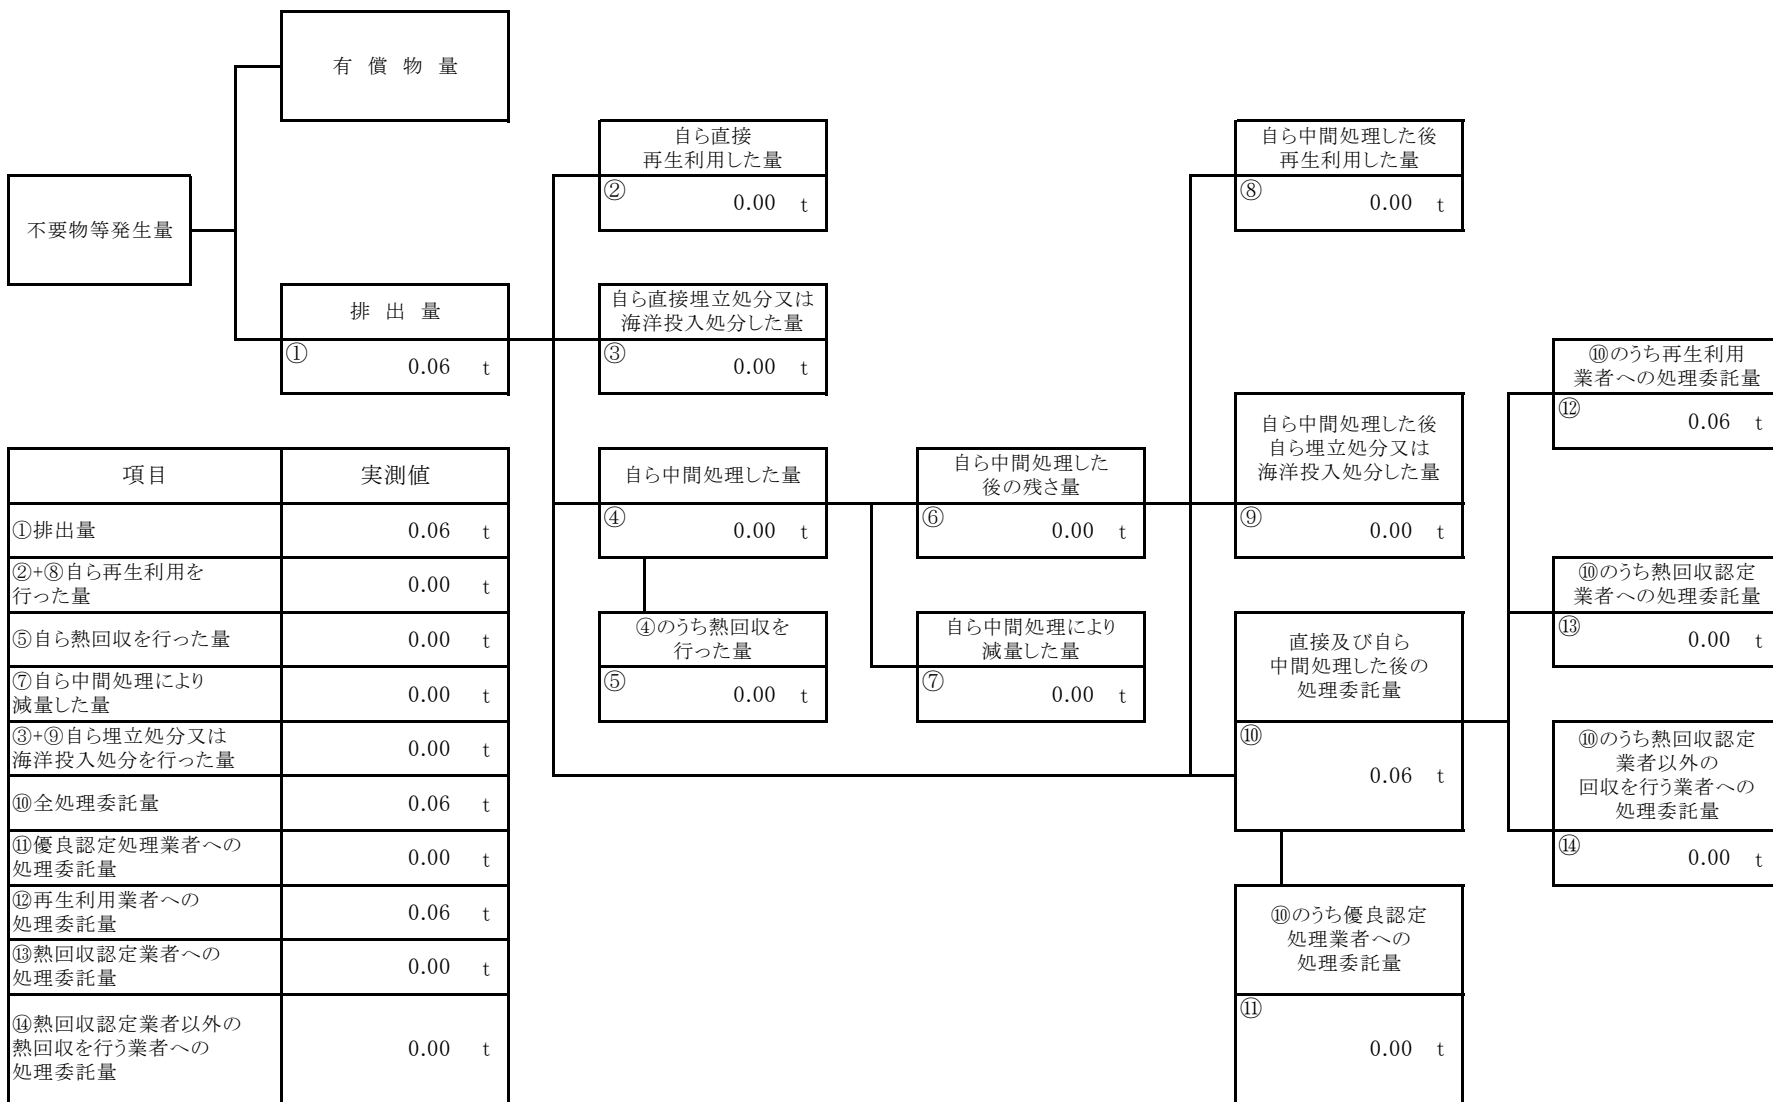 有 償 物 量
不要物等発生量
排 出 量
① 0.06 t
自ら直接
再生利用した量
② 0.00 t
自ら直接埋立処分又は
海洋投入処分した量
③ 0.00 t
自ら中間処理した量
④ 0.00 t
④のうち熱回収を
行った量
⑤ 0.00 t
自ら中間処理した
後の残さ量
⑥ 0.00 t
自ら中間処理により
減量した量
⑦ 0.00 t
自ら中間処理した後
再生利用した量
⑧ 0.00 t
自ら中間処理した後
自ら埋立処分又は
海洋投入処分した量
⑨ 0.00 t
直接及び自ら
中間処理した後の
処理委託量
⑩ 0.06 t
⑩のうち優良認定
処理業者への
処理委託量
⑪ 0.00 t
⑩のうち再生利用
業者への処理委託量
⑫ 0.06 t
⑩のうち熱回収認定
業者への処理委託量
⑬ 0.00 t
⑩のうち熱回収認定
業者以外の
回収を行う業者への
処理委託量
⑭ 0.00 t
項目 実測値
①排出量 0.06 t
②+⑧自ら再生利用を
行った量 0.00 t
⑤自ら熱回収を行った量 0.00 t
⑦自ら中間処理により
減量した量 0.00 t
③+⑨自ら埋立処分又は
海洋投入処分を行った量 0.00 t
⑩全処理委託量 0.06 t
⑪優良認定処理業者への
処理委託量 0.00 t
⑫再生利用業者への
処理委託量 0.06 t
⑬熱回収認定業者への
処理委託量 0.00 t
⑭熱回収認定業者以外の
熱回収を行う業者への
処理委託量 0.00 t